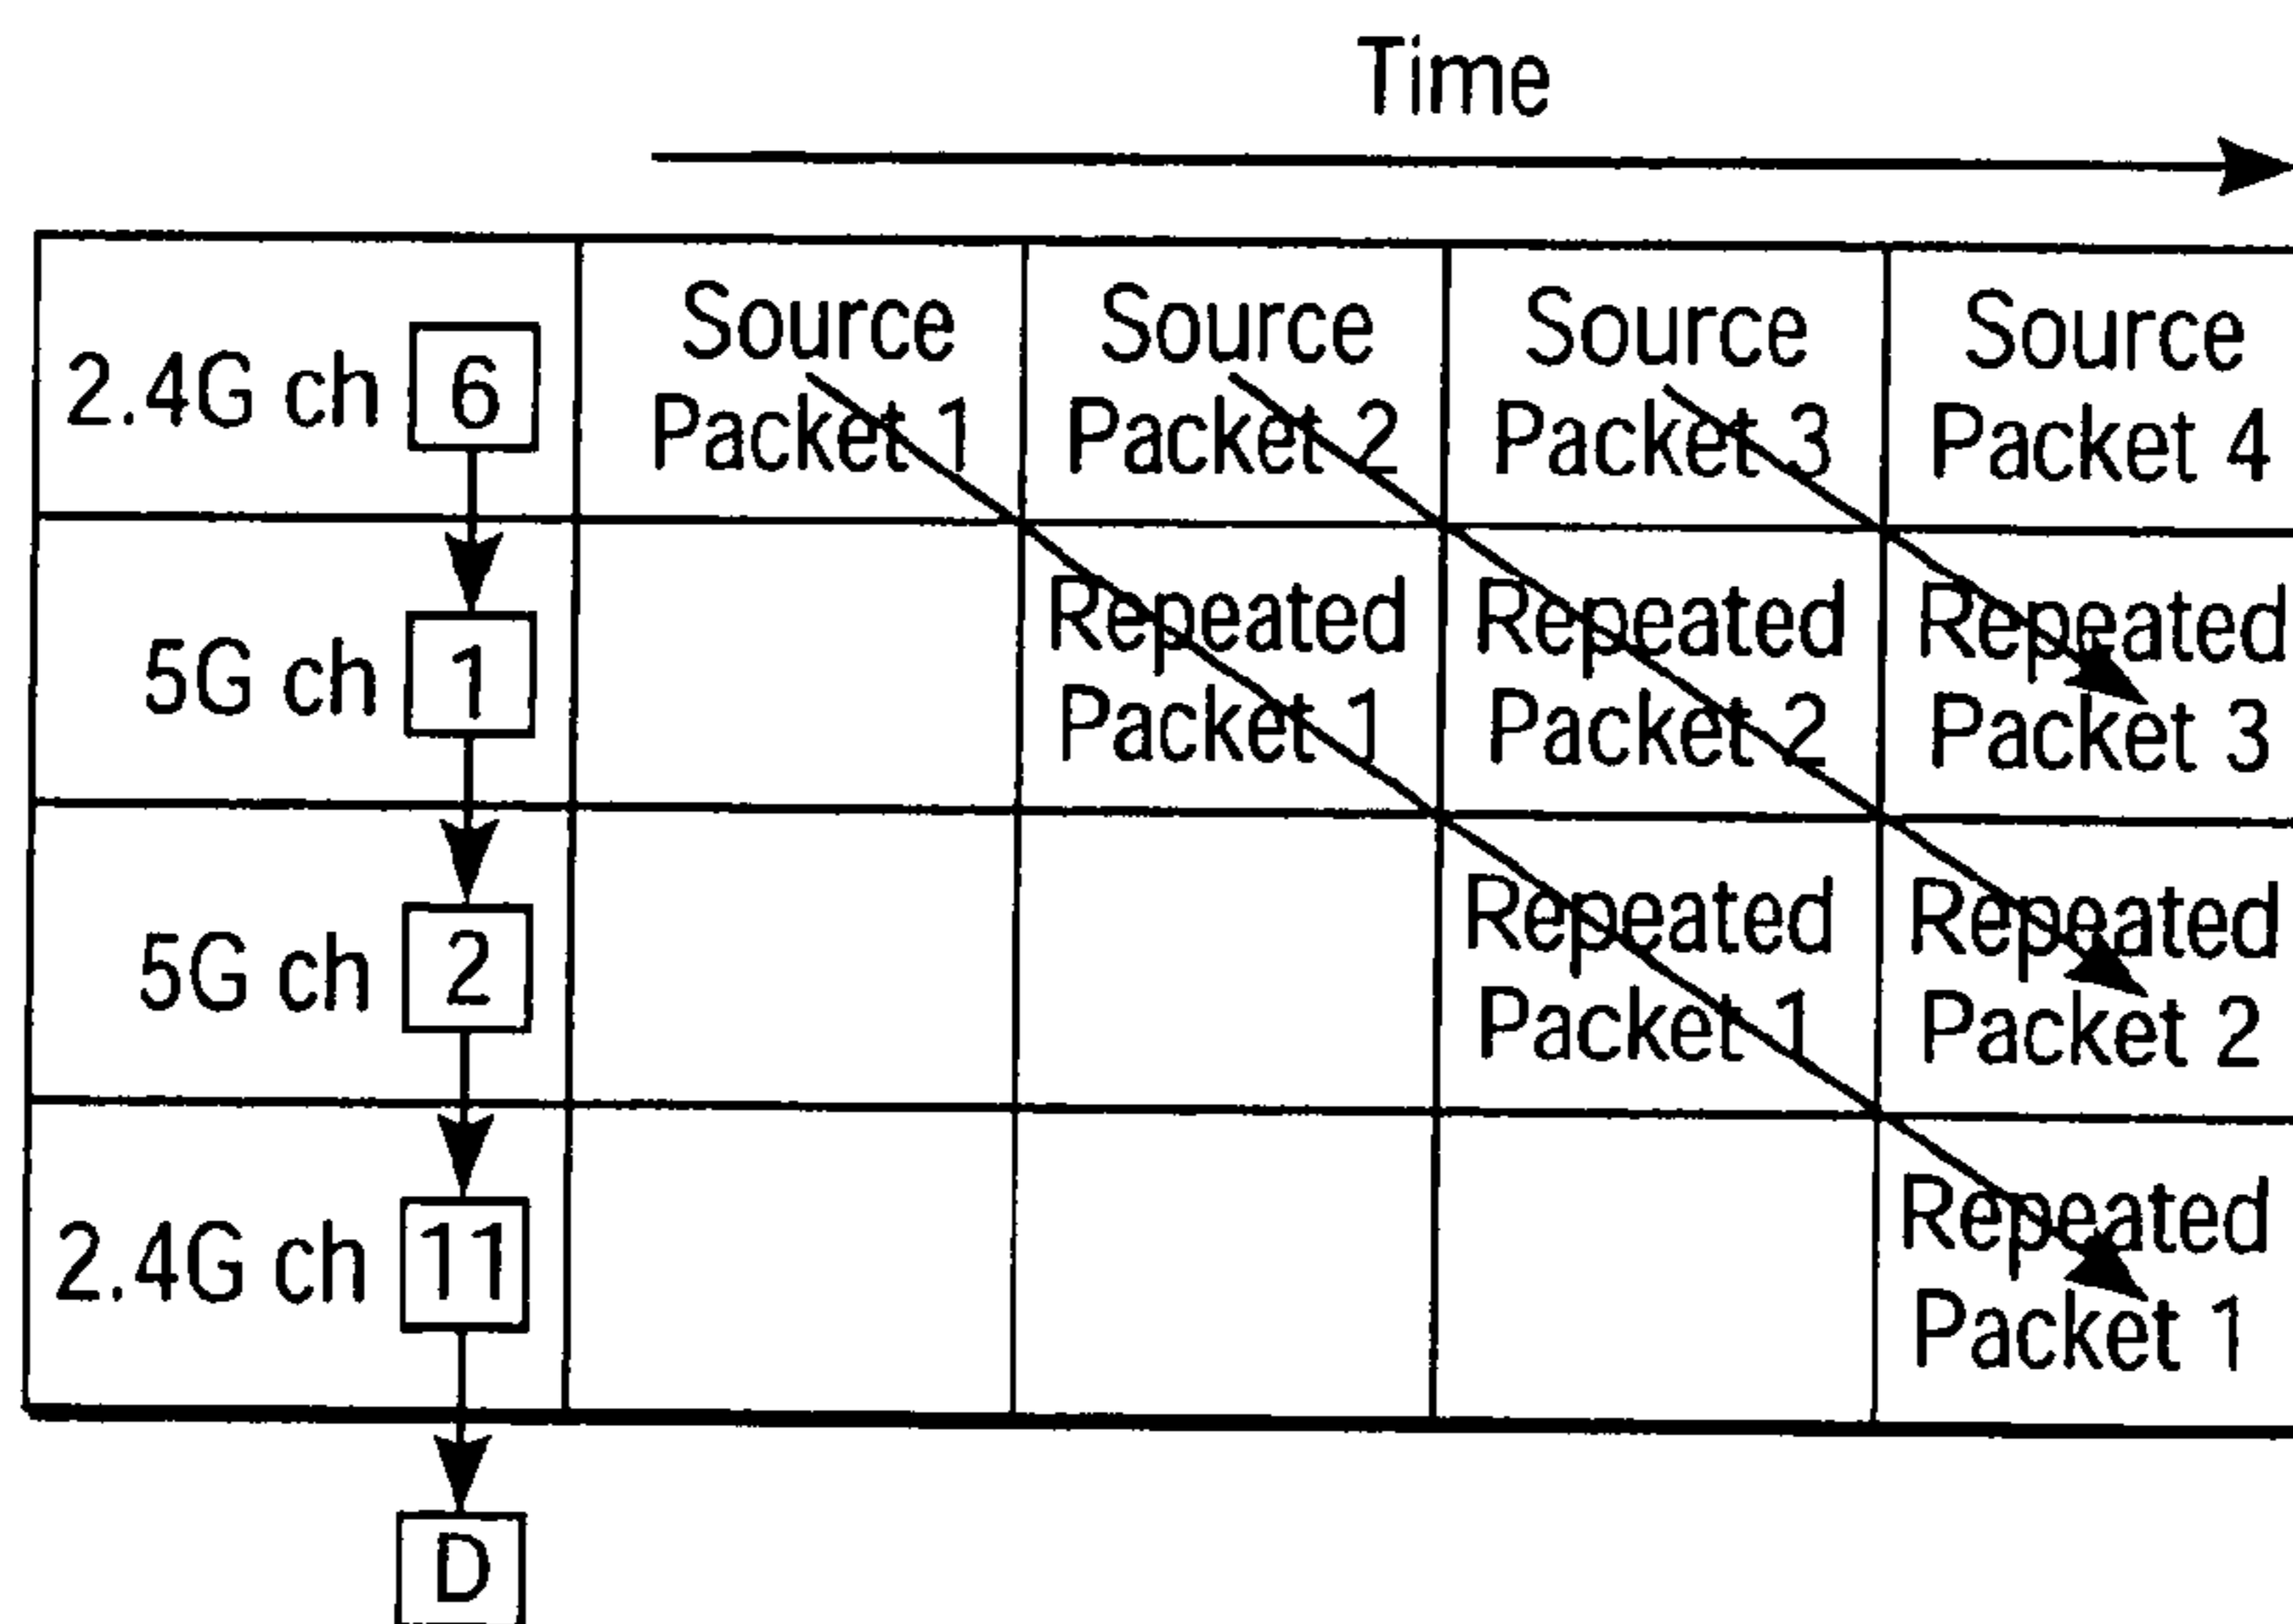 Time
2.4G ch 6
Source
Packet 1
Source
Packet 2
Source
Packet 3
Source
Packet 4
5G ch 1
Repeated
Packet 1
Repeated
Packet 2
Repeated
Packet 3
5G ch 2
Repeated
Packet 1
Repeated
Packet 2
2.4G ch 11
Repeated
Packet 1
D